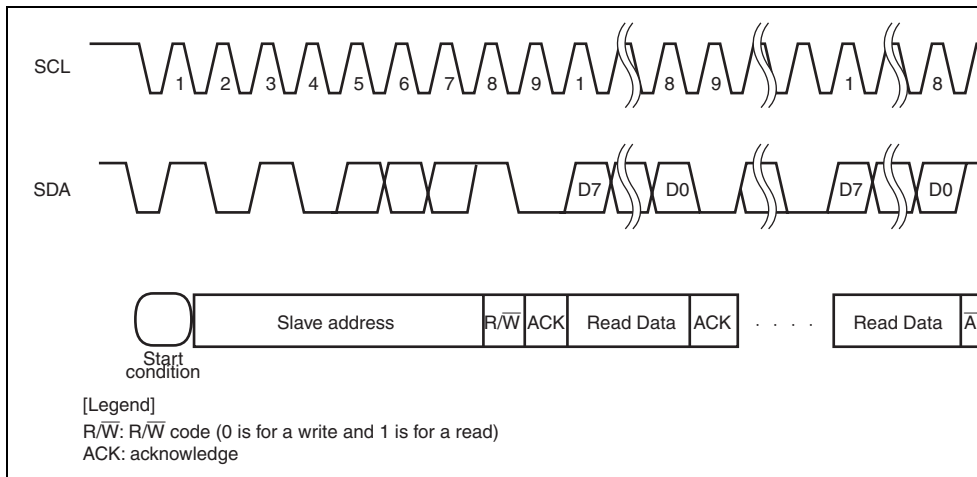 SCL 1 2 3 4 5 6 7 8 9 1 8 9 1 8
SDA D7 D0 D7 D0
Slave address R/W̅ ACK Read Data ACK . . . . Read Data A̅
Start
condition
[Legend]
R/W̅: R/W̅ code (0 is for a write and 1 is for a read)
ACK: acknowledge